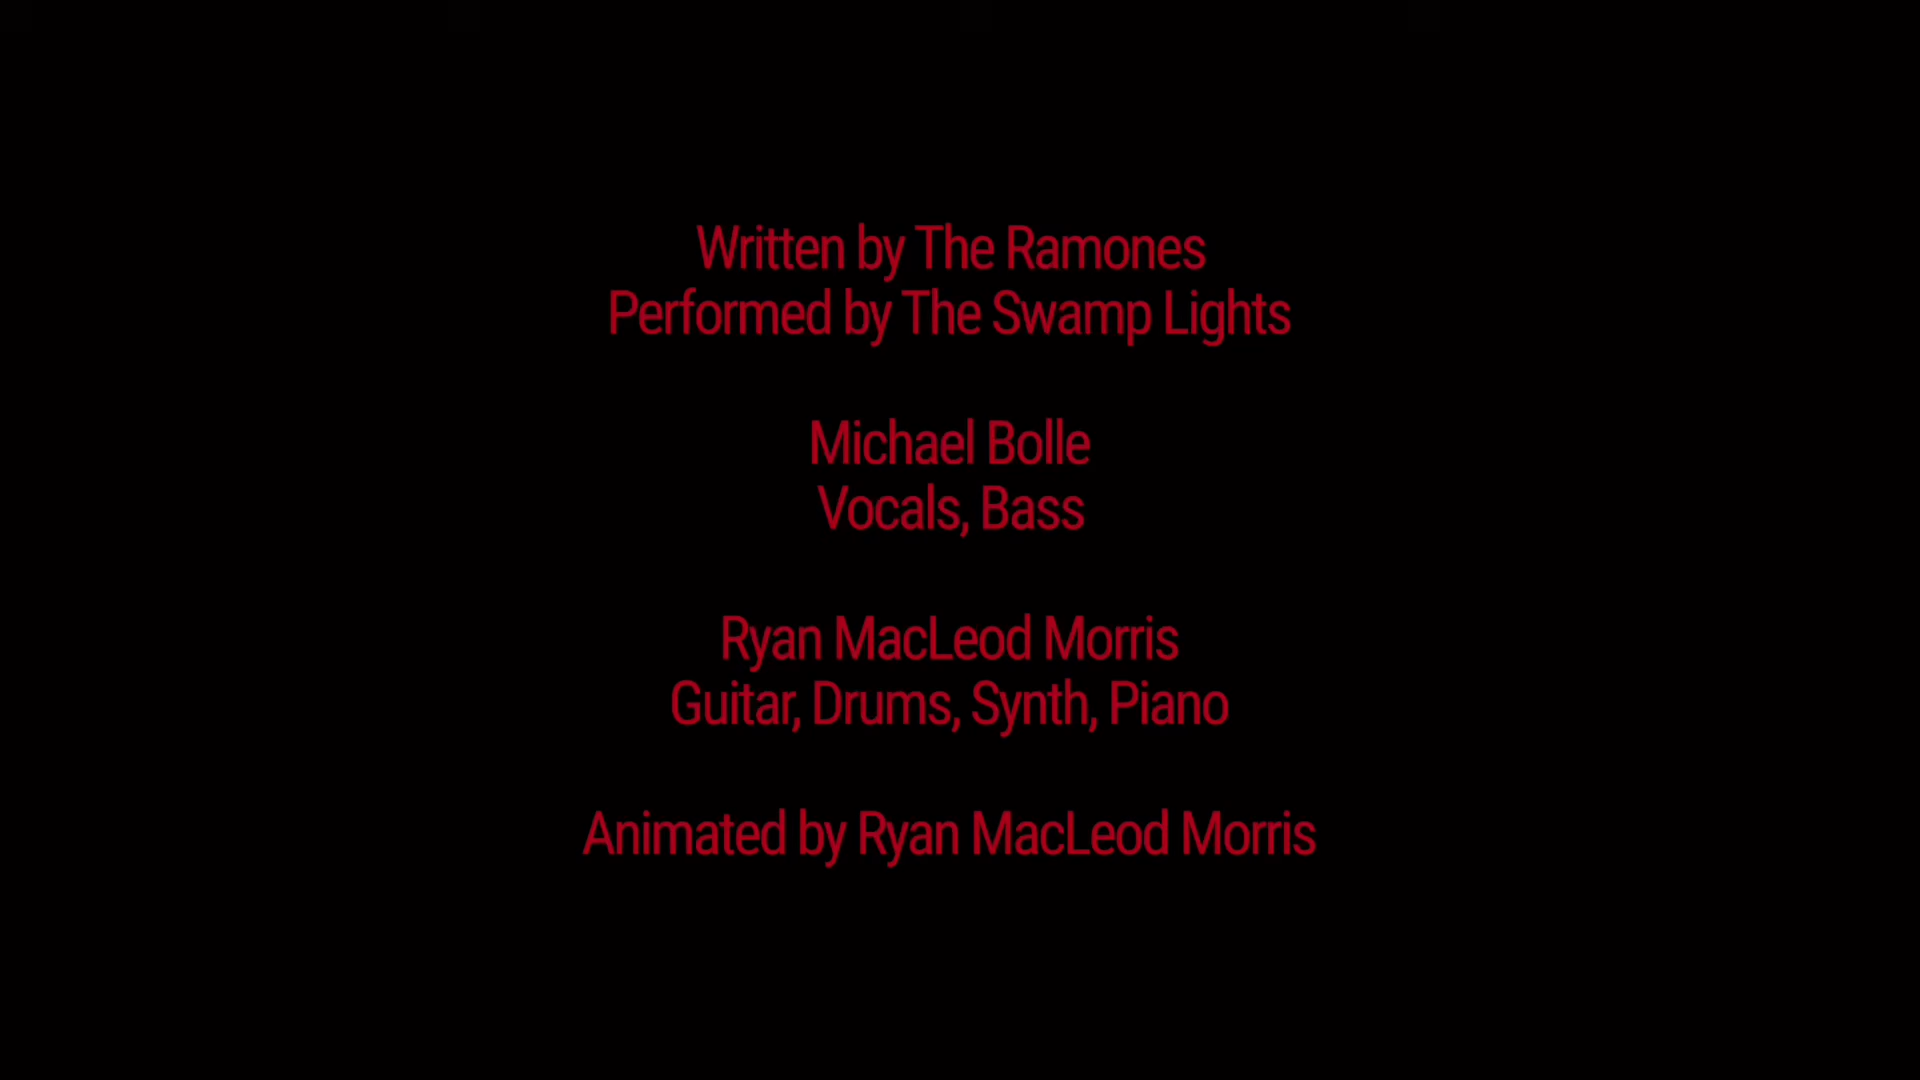 Written by The Ramones
Performed by The Swamp Lights
Michael Bolle
Vocals, Bass
Ryan MacLeod Morris
Guitar, Drums, Synth, Piano
Animated by Ryan MacLeod Morris